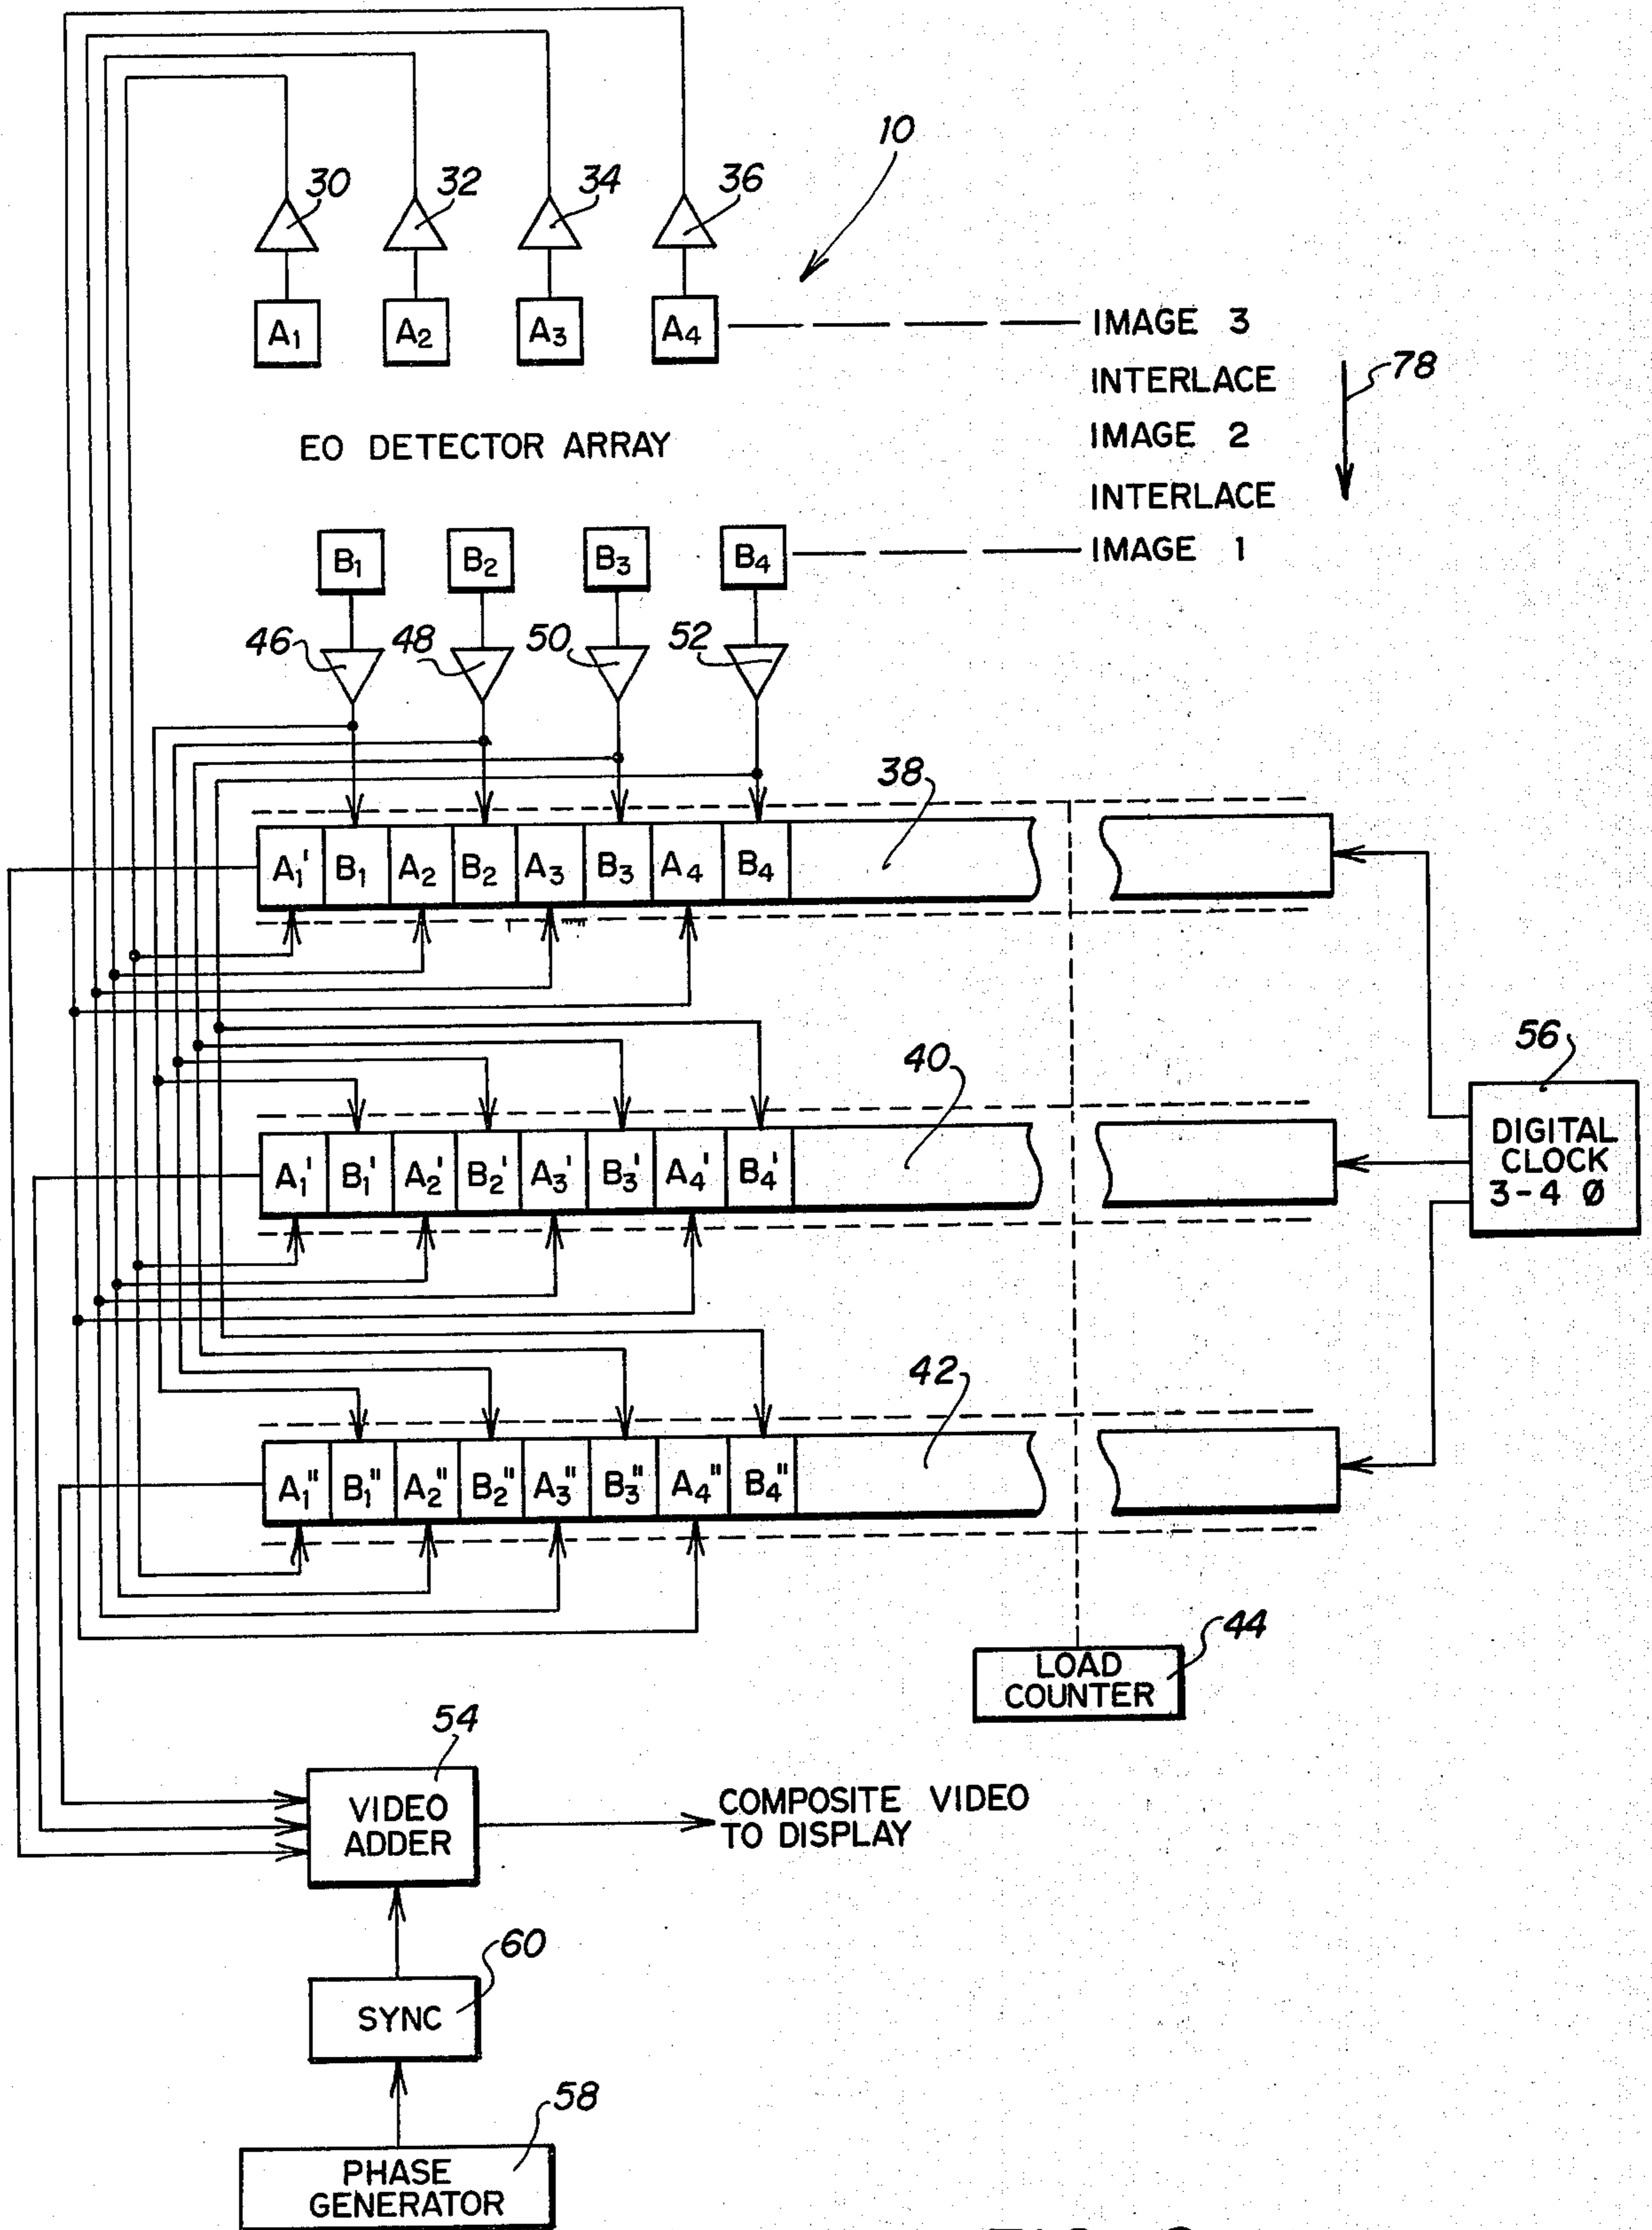 10
30 32 34 36
A1 A2 A3 A4 IMAGE 3
INTERLACE 78
EO DETECTOR ARRAY IMAGE 2
INTERLACE
B1 B2 B3 B4 IMAGE 1
46 48 50 52
38
A1' B1 A2 B2 A3 B3 A4 B4
40
56
DIGITAL
CLOCK
3-4 Ø
A1' B1' A2' B2' A3' B3' A4' B4'
42
A1" B1" A2" B2" A3" B3" A4" B4"
44
LOAD
COUNTER
54
VIDEO
ADDER
COMPOSITE VIDEO
TO DISPLAY
60
SYNC
58
PHASE
GENERATOR